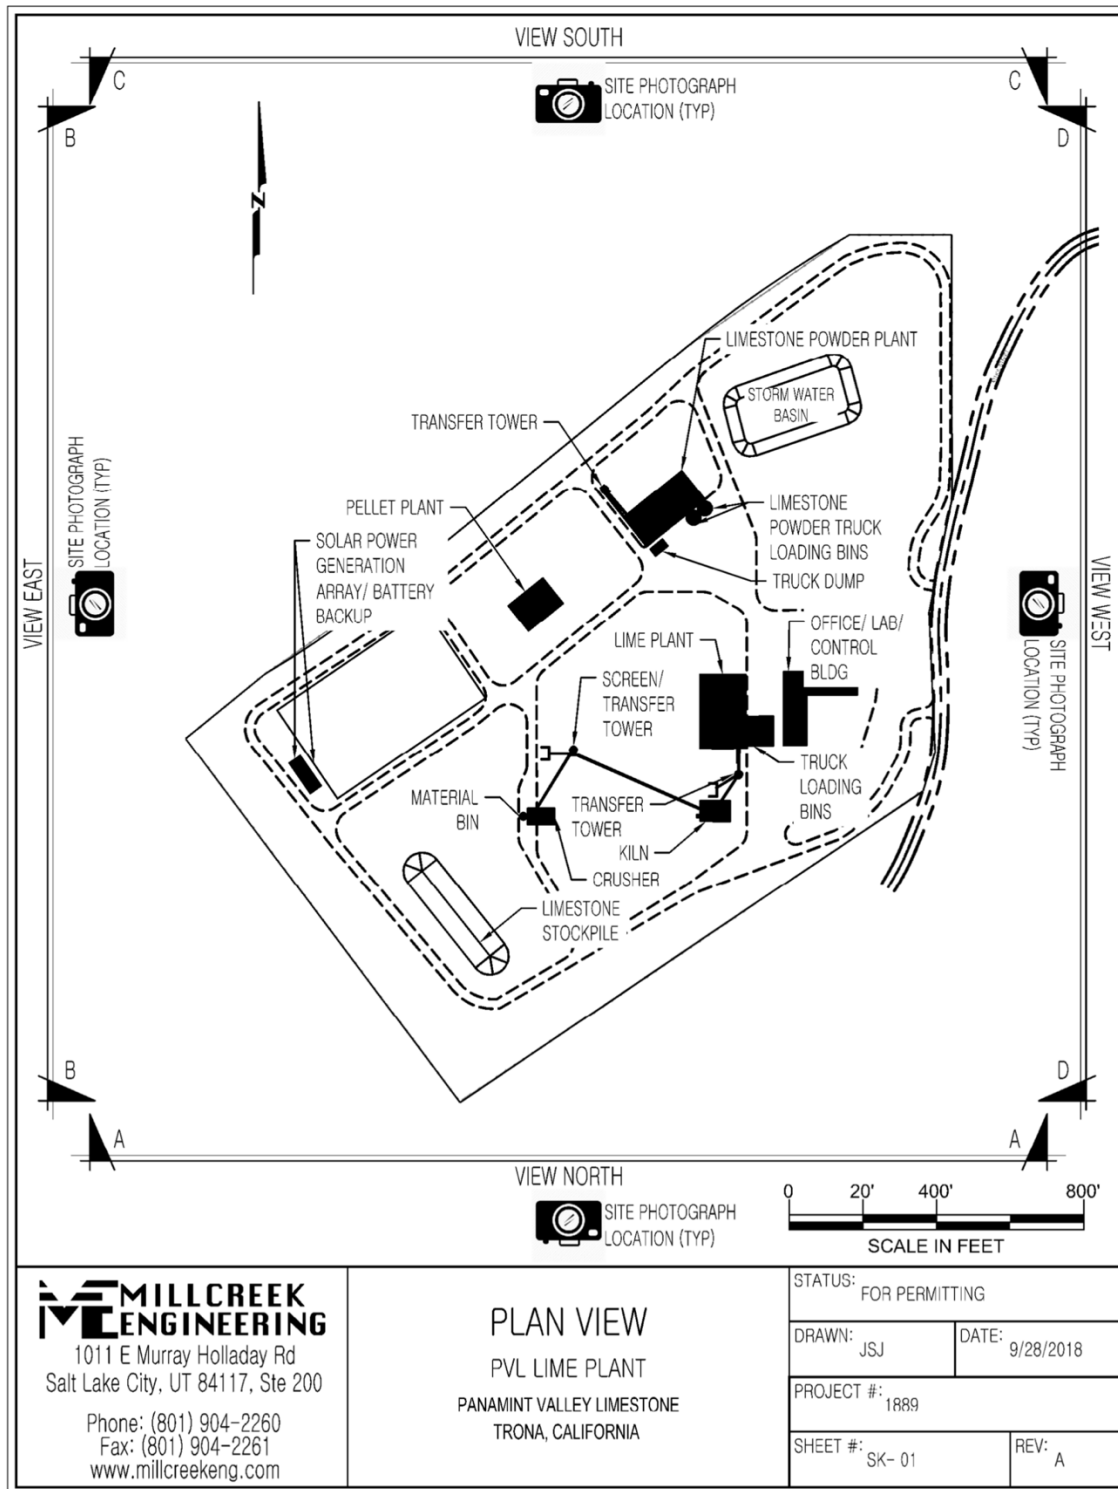 VIEW SOUTH
C
C
SITE PHOTOGRAPH
LOCATION (TYP)
B
D
N
LIMESTONE POWDER PLANT
STORM WATER
BASIN
TRANSFER TOWER
SITE PHOTOGRAPH
LOCATION (TYP)
VIEW EAST
PELLET PLANT
LIMESTONE
POWDER TRUCK
LOADING BINS
SOLAR POWER
GENERATION
ARRAY/ BATTERY
BACKUP
TRUCK DUMP
VIEW WEST
SITE PHOTOGRAPH
LOCATION (TYP)
OFFICE/ LAB/
CONTROL
BLDG
LIME PLANT
SCREEN/
TRANSFER
TOWER
TRUCK
LOADING
BINS
MATERIAL
BIN
TRANSFER
TOWER
KILN
CRUSHER
LIMESTONE
STOCKPILE
B
D
A
A
VIEW NORTH
SITE PHOTOGRAPH
LOCATION (TYP)
0 20' 400' 800'
SCALE IN FEET
MILLCREEK
ENGINEERING
1011 E Murray Holladay Rd
Salt Lake City, UT 84117, Ste 200
Phone: (801) 904-2260
Fax: (801) 904-2261
www.millcreekeng.com
PLAN VIEW
PVL LIME PLANT
PANAMINT VALLEY LIMESTONE
TRONA, CALIFORNIA
STATUS: FOR PERMITTING
DRAWN: JSJ
DATE: 9/28/2018
PROJECT #: 1889
SHEET #: SK- 01
REV: A